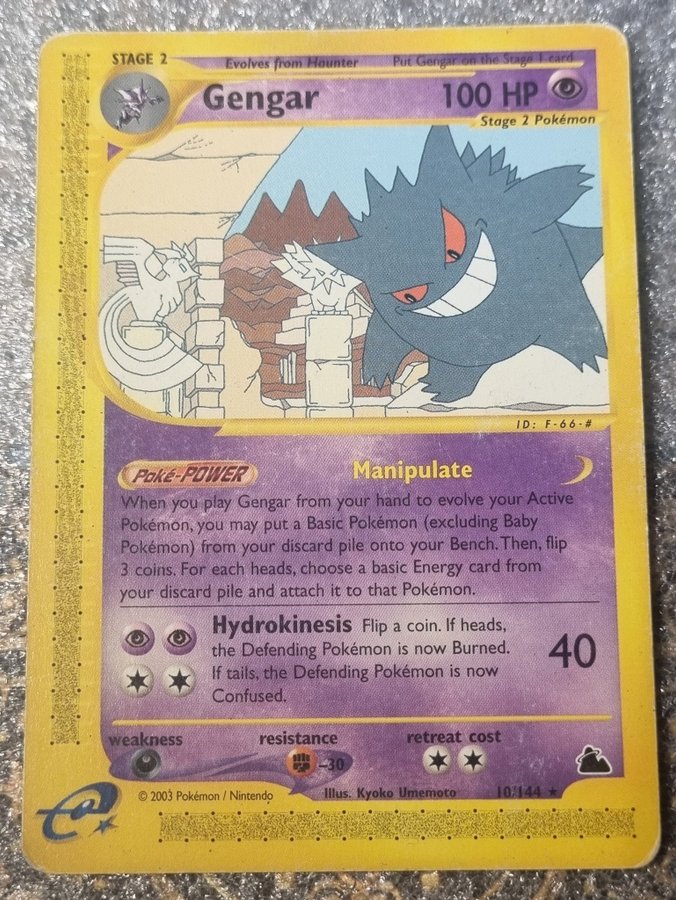 STAGE 2 Evolves from Haunter Put Gengar on the Stage 1 card
Gengar 100 HP
Stage 2 Pokémon
ID: F-66-#
Poké-POWER Manipulate
When you play Gengar from your hand to evolve your Active
Pokémon, you may put a Basic Pokémon (excluding Baby
Pokémon) from your discard pile onto your Bench. Then, flip
3 coins. For each heads, choose a basic Energy card from
your discard pile and attach it to that Pokémon.
Hydrokinesis Flip a coin. If heads,
the Defending Pokémon is now Burned.
If tails, the Defending Pokémon is now
Confused.
40
weakness resistance retreat cost
-30
© 2003 Pokémon / Nintendo Illus. Kyoko Umemoto 10/144 ★
e